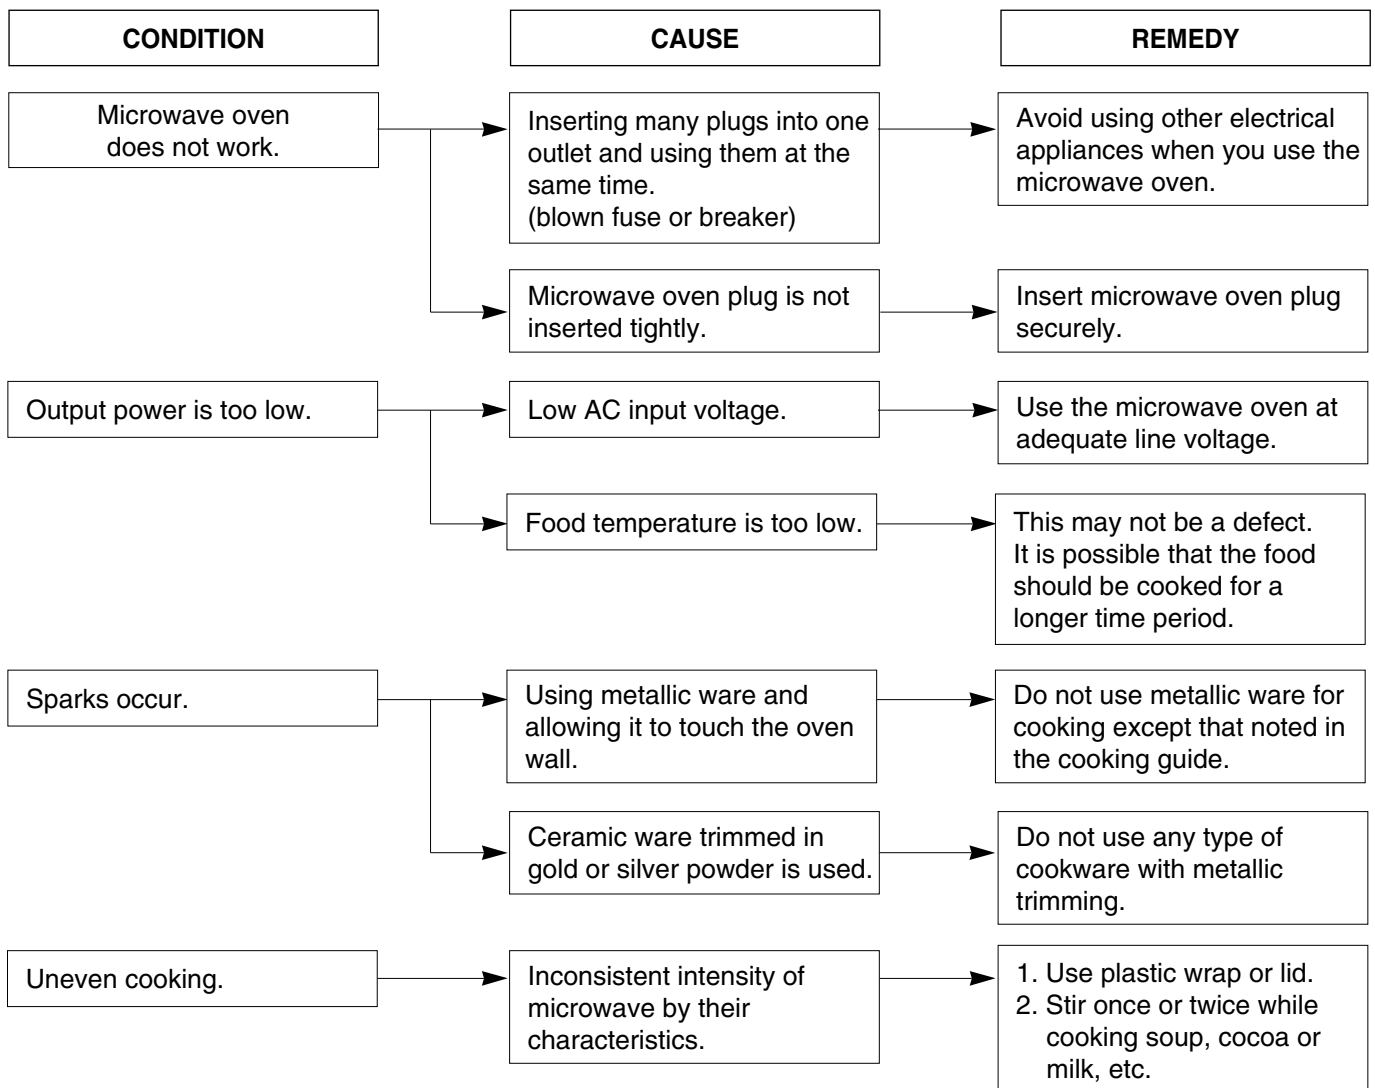 CONDITION
CAUSE
REMEDY
Microwave oven
does not work.
Inserting many plugs into one
outlet and using them at the
same time.
(blown fuse or breaker)
Avoid using other electrical
appliances when you use the
microwave oven.
Microwave oven plug is not
inserted tightly.
Insert microwave oven plug
securely.
Output power is too low.
Low AC input voltage.
Use the microwave oven at
adequate line voltage.
Food temperature is too low.
This may not be a defect.
It is possible that the food
should be cooked for a
longer time period.
Sparks occur.
Using metallic ware and
allowing it to touch the oven
wall.
Do not use metallic ware for
cooking except that noted in
the cooking guide.
Ceramic ware trimmed in
gold or silver powder is used.
Do not use any type of
cookware with metallic
trimming.
Uneven cooking.
Inconsistent intensity of
microwave by their
characteristics.
1. Use plastic wrap or lid.
2. Stir once or twice while
cooking soup, cocoa or
milk, etc.